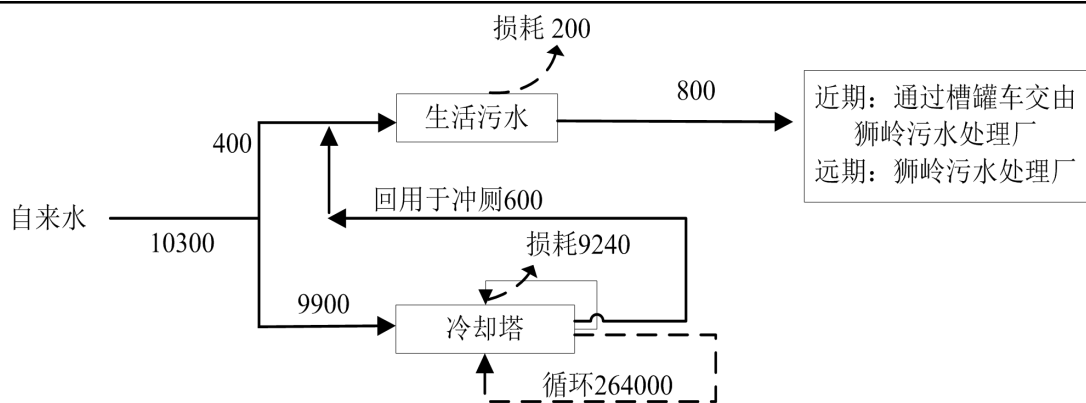 损耗 200
生活污水
800
近期：通过槽罐车交由
狮岭污水处理厂
远期：狮岭污水处理厂
400
回用于冲厕600
自来水
10300
损耗9240
9900
冷却塔
循环264000